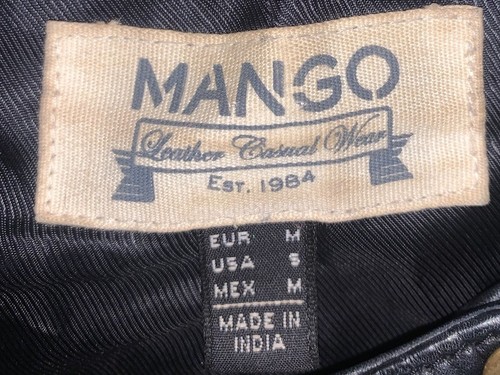 MANGO
Leather Casual Wear
EST. 1984
EUR M
USA S
MEX M
MADE IN
INDIA